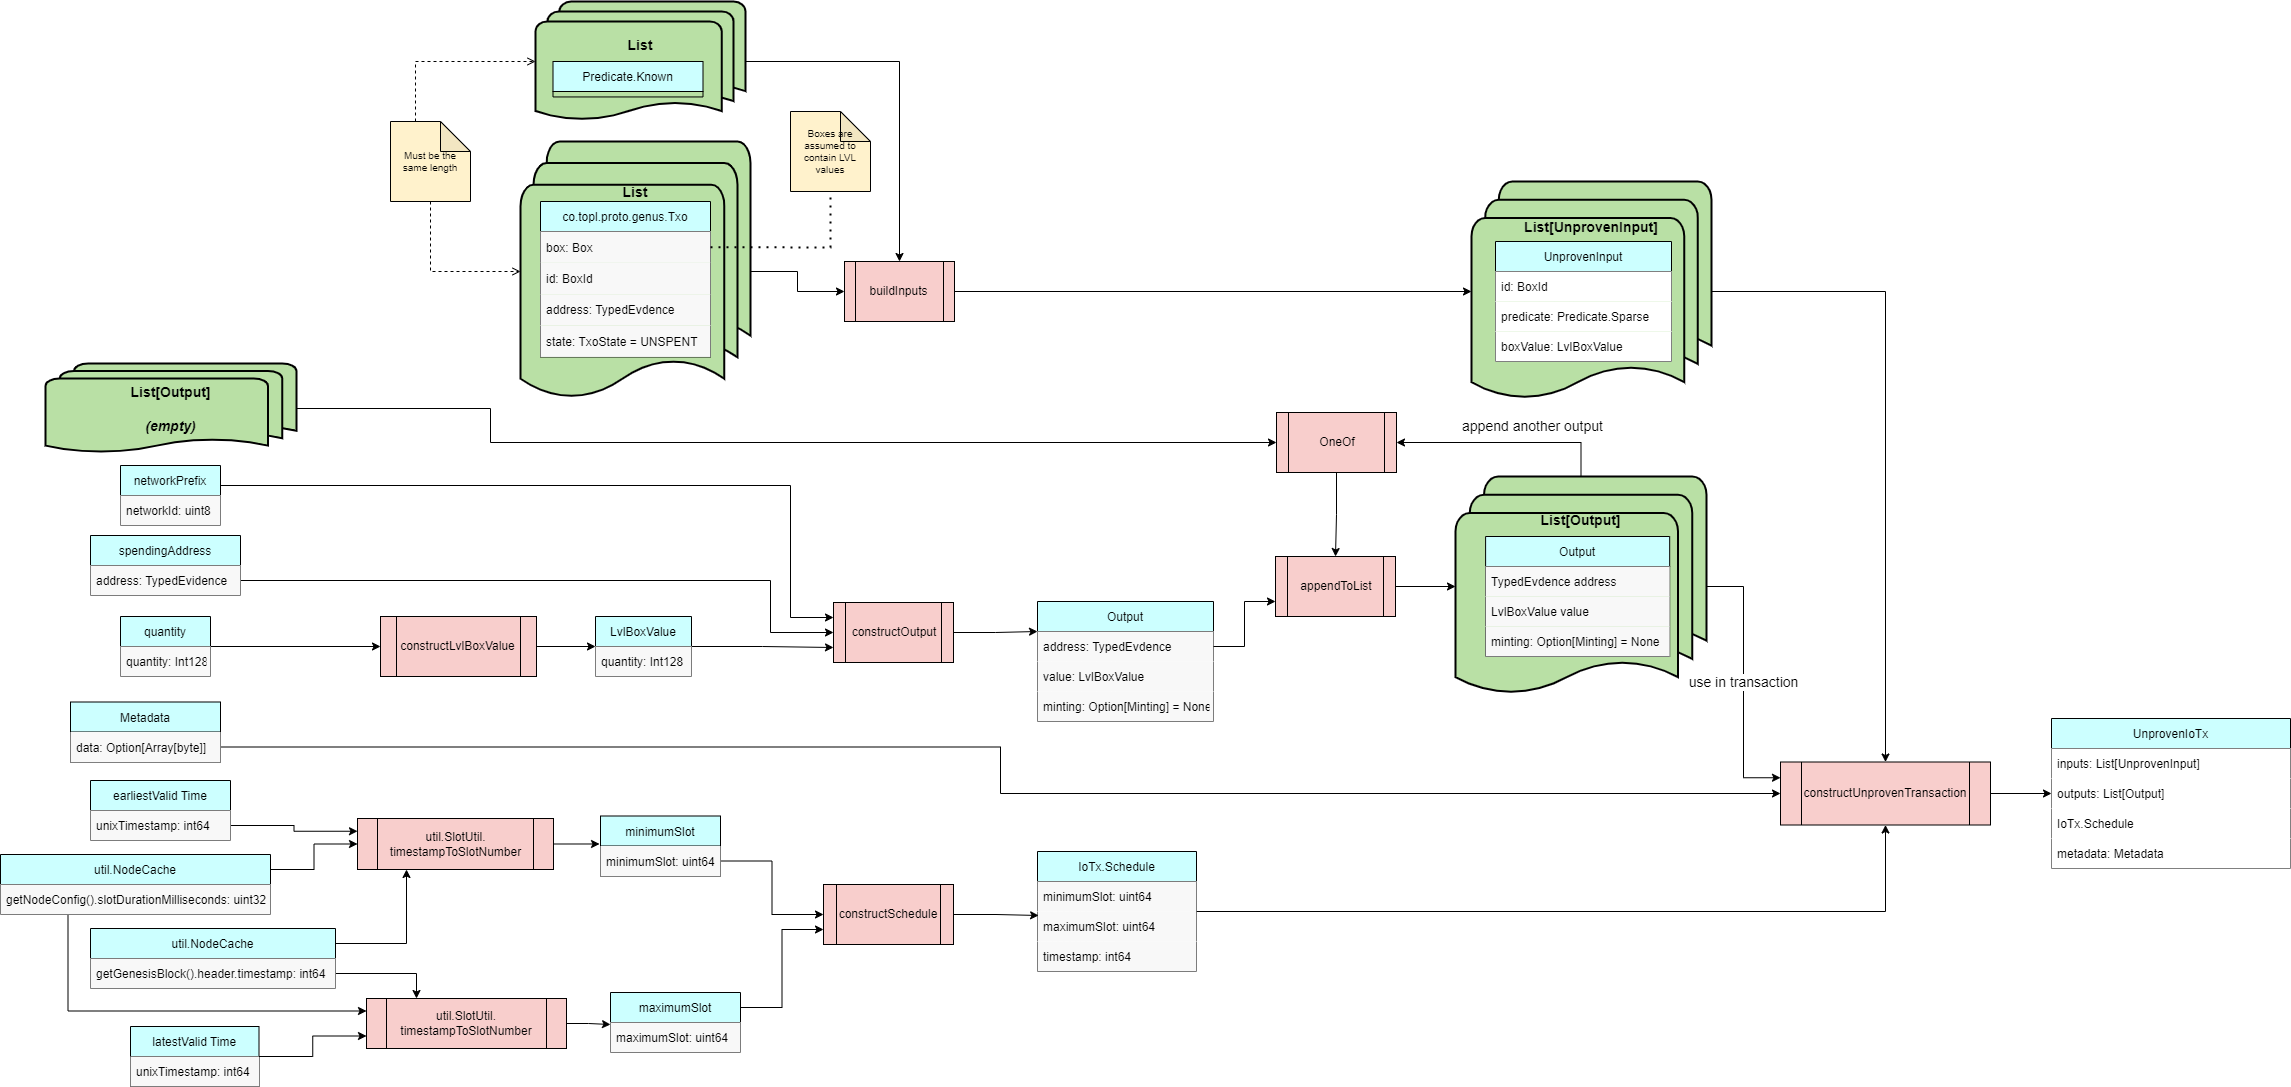 List
Predicate.Known
Must be the
same length
Boxes are
assumed to
contain LVL
values
List
co.topl.proto.genus.Txo
box: Box
id: BoxId
address: TypedEvdence
state: TxoState = UNSPENT
buildInputs
List[UnprovenInput]
UnprovenInput
id: BoxId
predicate: Predicate.Sparse
boxValue: LvlBoxValue
List[Output]
(empty)
OneOf
append another output
networkPrefix
networkId: uint8
spendingAddress
address: TypedEvidence
quantity
quantity: Int128
constructLvlBoxValue
LvlBoxValue
quantity: Int128
constructOutput
Output
address: TypedEvdence
value: LvlBoxValue
minting: Option[Minting] = None
appendToList
List[Output]
Output
TypedEvdence address
LvlBoxValue value
minting: Option[Minting] = None
use in transaction
Metadata
data: Option[Array[byte]]
earliestValid Time
unixTimestamp: int64
util.NodeCache
getNodeConfig().slotDurationMilliseconds: uint32
util.NodeCache
getGenesisBlock().header.timestamp: int64
latestValid Time
unixTimestamp: int64
util.SlotUtil.
timestampToSlotNumber
util.SlotUtil.
timestampToSlotNumber
minimumSlot
minimumSlot: uint64
maximumSlot
maximumSlot: uint64
constructSchedule
IoTx.Schedule
minimumSlot: uint64
maximumSlot: uint64
timestamp: int64
constructUnprovenTransaction
UnprovenIoTx
inputs: List[UnprovenInput]
outputs: List[Output]
IoTx.Schedule
metadata: Metadata